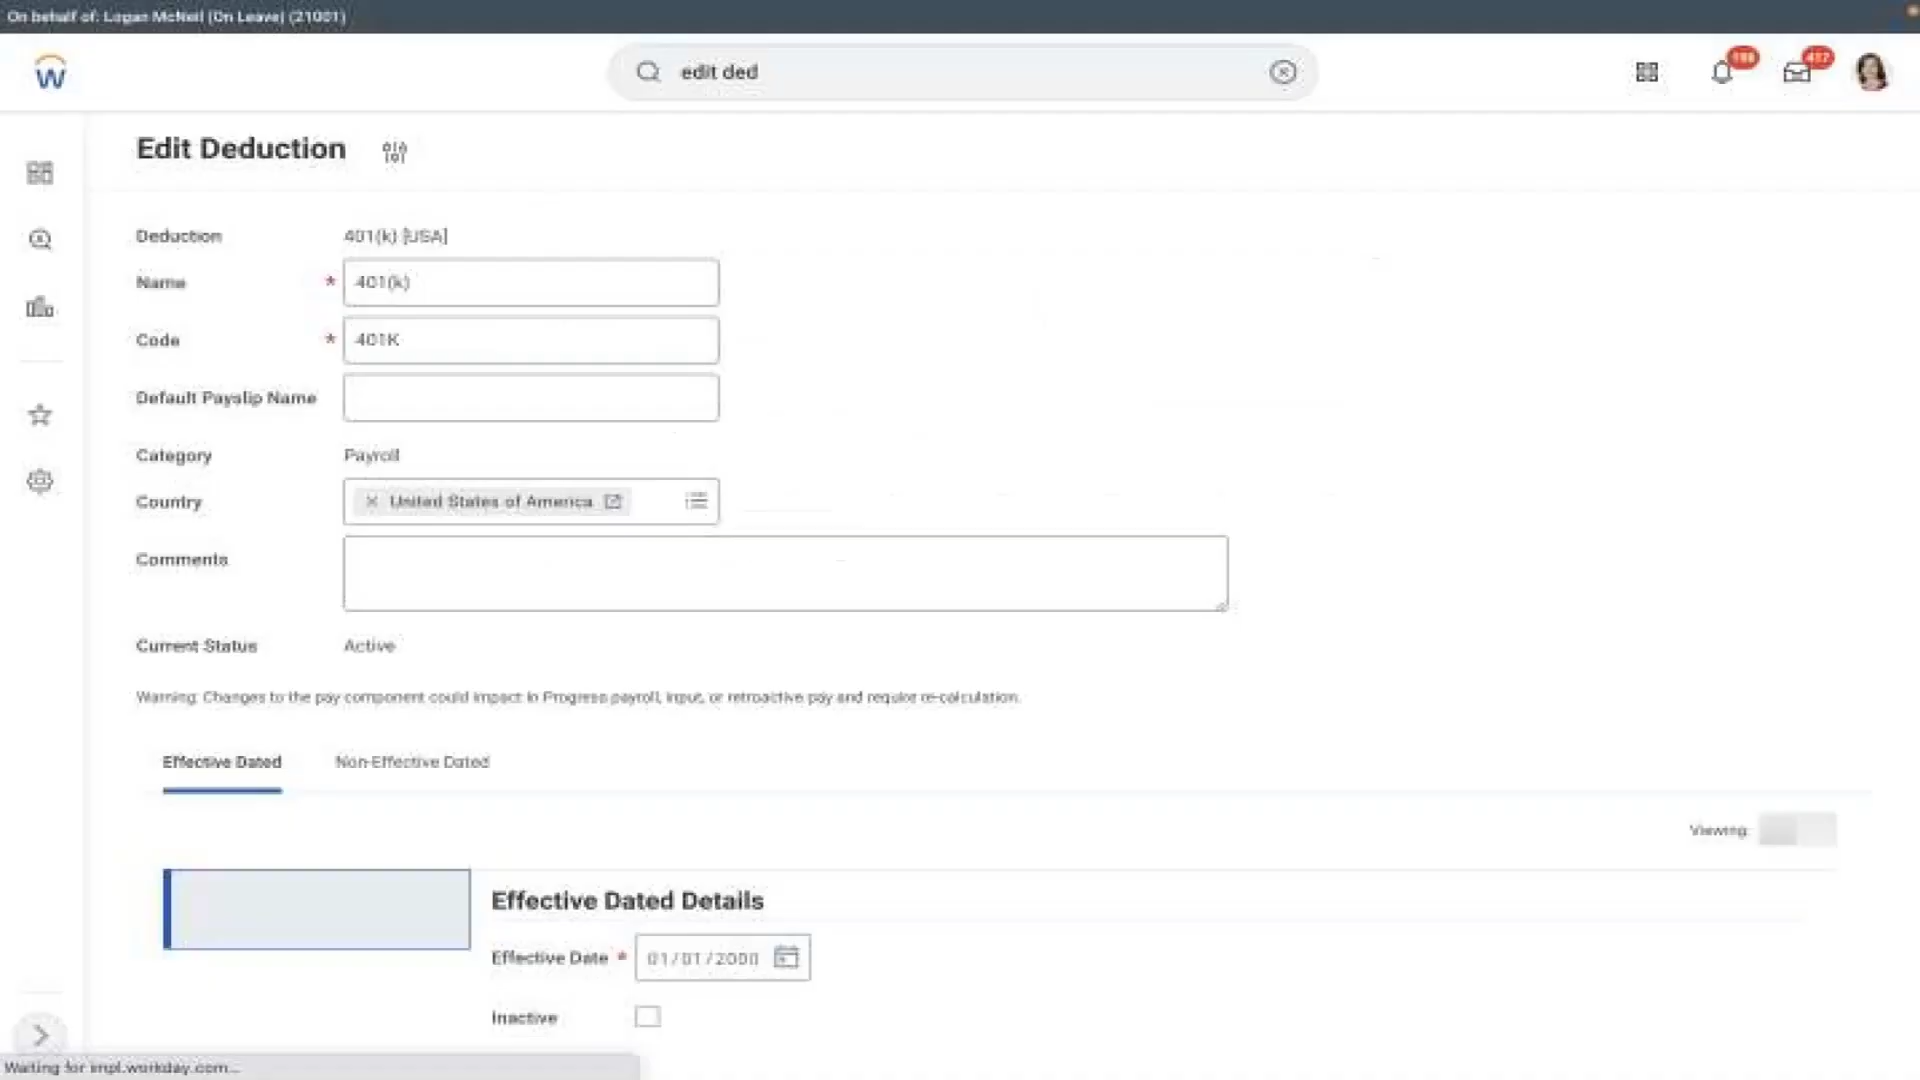 On behalf of: Logan McNeil (On Leave) (21001)
edit ded
Edit Deduction
Deduction 401(k) [USA]
Name * 401(k)
Code * 401K
Default Payslip Name
Category Payroll
Country United States of America
Comments
Current Status Active
Warning: Changes to the pay component could impact In Progress payroll, input, or retroactive pay and require re-calculation.
Effective Dated Non-Effective Dated
Viewing:
Effective Dated Details
Effective Date * 01/01/2000
Inactive
Waiting for impl.workday.com...